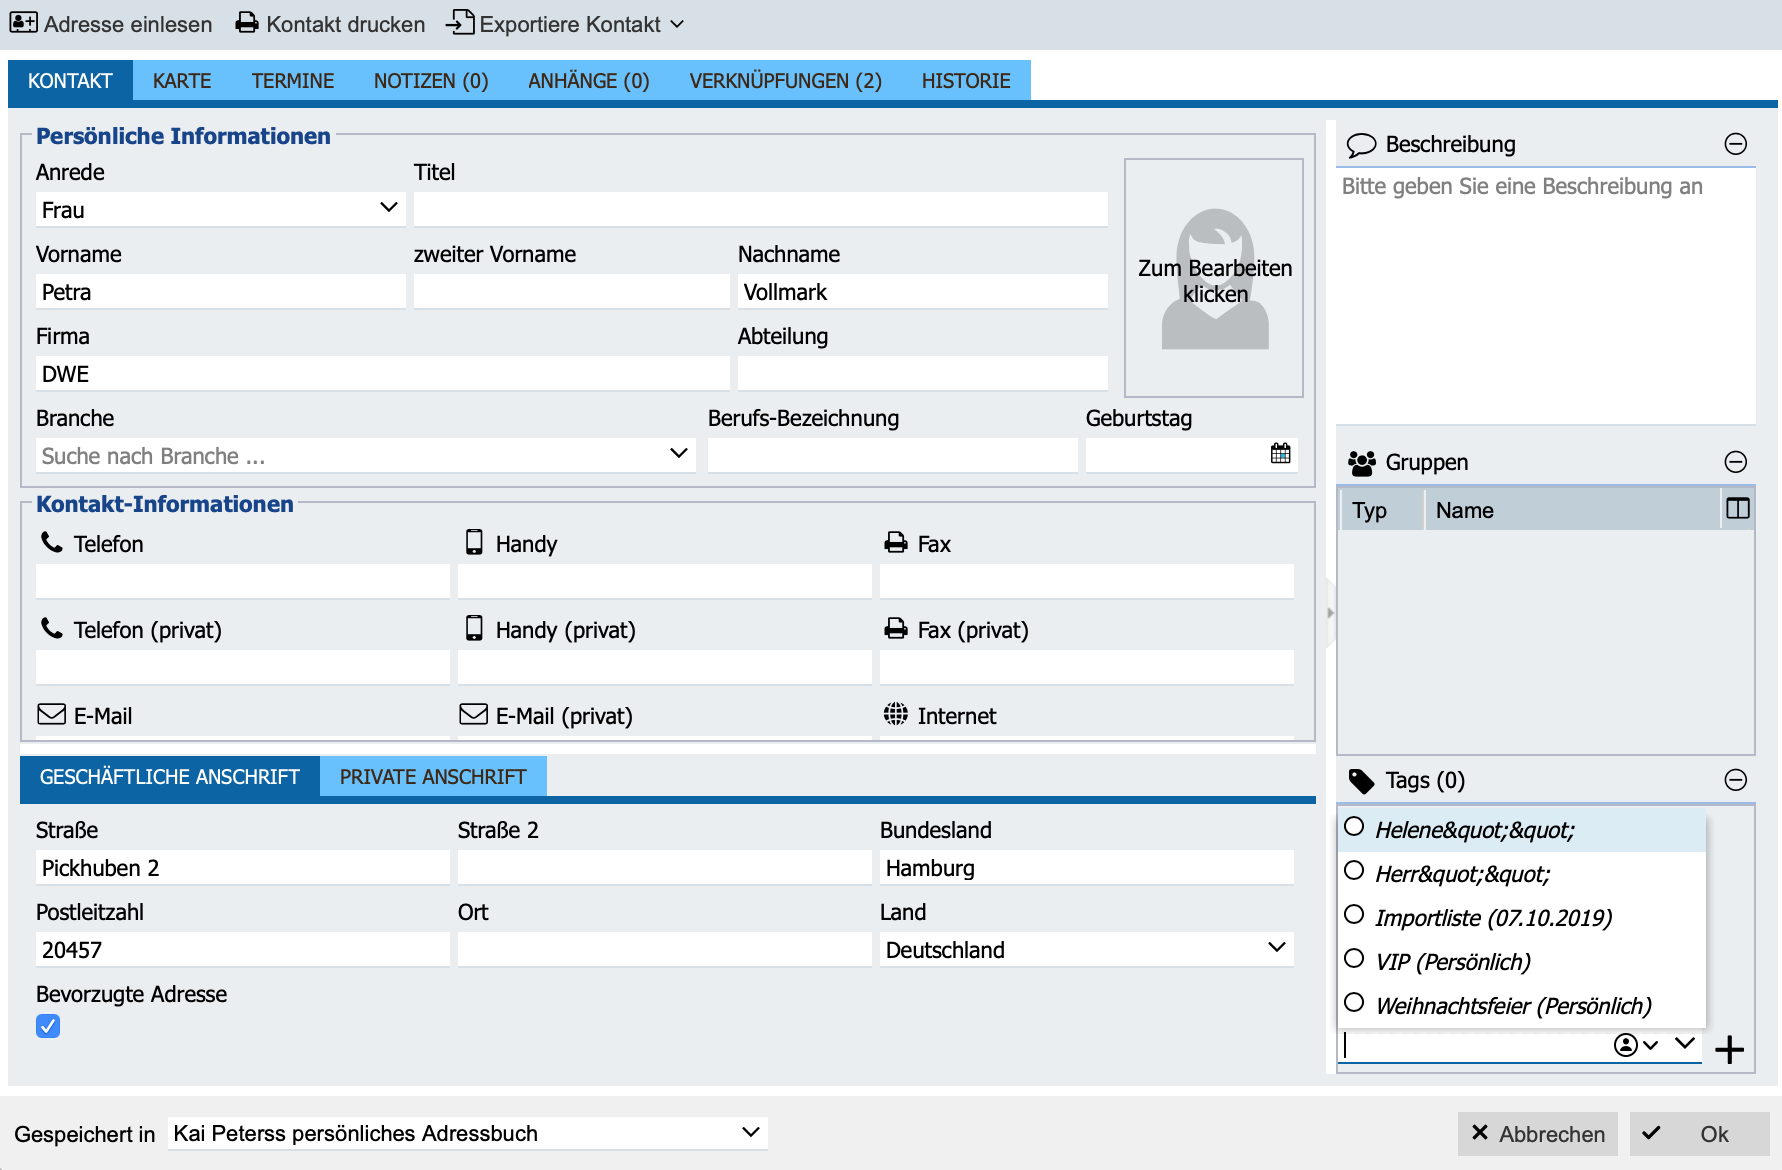 Adresse einlesen Kontakt drucken Exportiere Kontakt
KONTAKT KARTE TERMINE NOTIZEN (0) ANHÄNGE (0) VERKNÜPFUNGEN (2) HISTORIE
Persönliche Informationen
Anrede Titel
Frau
Vorname zweiter Vorname Nachname
Petra Vollmark
Firma Abteilung
DWE
Zum Bearbeiten
klicken
Branche Berufs-Bezeichnung Geburtstag
Suche nach Branche ...
Kontakt-Informationen
Telefon Handy Fax
Telefon (privat) Handy (privat) Fax (privat)
E-Mail E-Mail (privat) Internet
GESCHÄFTLICHE ANSCHRIFT PRIVATE ANSCHRIFT
Straße Straße 2 Bundesland
Pickhuben 2 Hamburg
Postleitzahl Ort Land
20457 Deutschland
Bevorzugte Adresse
Beschreibung
Bitte geben Sie eine Beschreibung an
Gruppen
Typ Name
Tags (0)
Helene&quot;&quot;
Herr&quot;&quot;
Importliste (07.10.2019)
VIP (Persönlich)
Weihnachtsfeier (Persönlich)
Gespeichert in Kai Peterss persönliches Adressbuch Abbrechen Ok